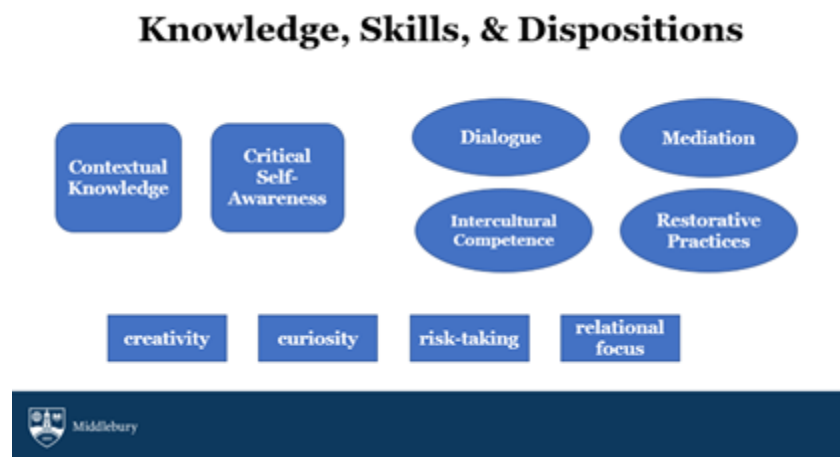 Knowledge, Skills, & Dispositions
Contextual
Knowledge
Critical
Self-
Awareness
Dialogue
Mediation
Intercultural
Competence
Restorative
Practices
creativity
curiosity
risk-taking
relational
focus
Middlebury